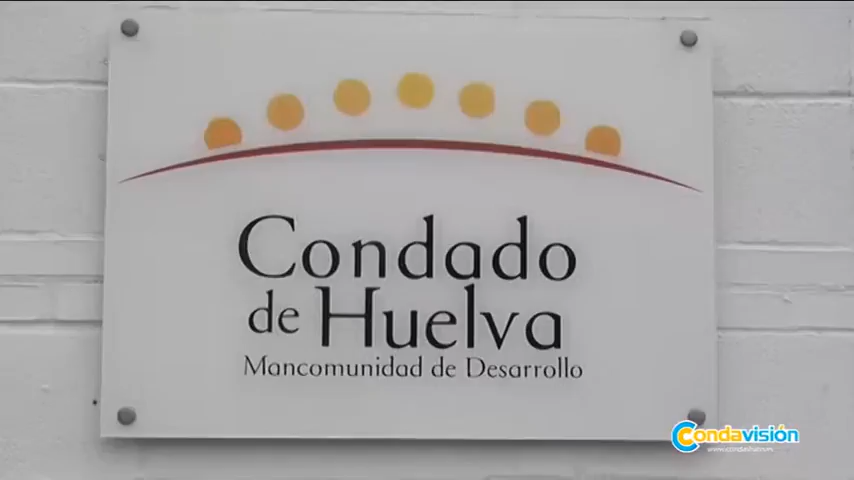 Condado
de Huelva
Mancomunidad de Desarrollo
Condavisión